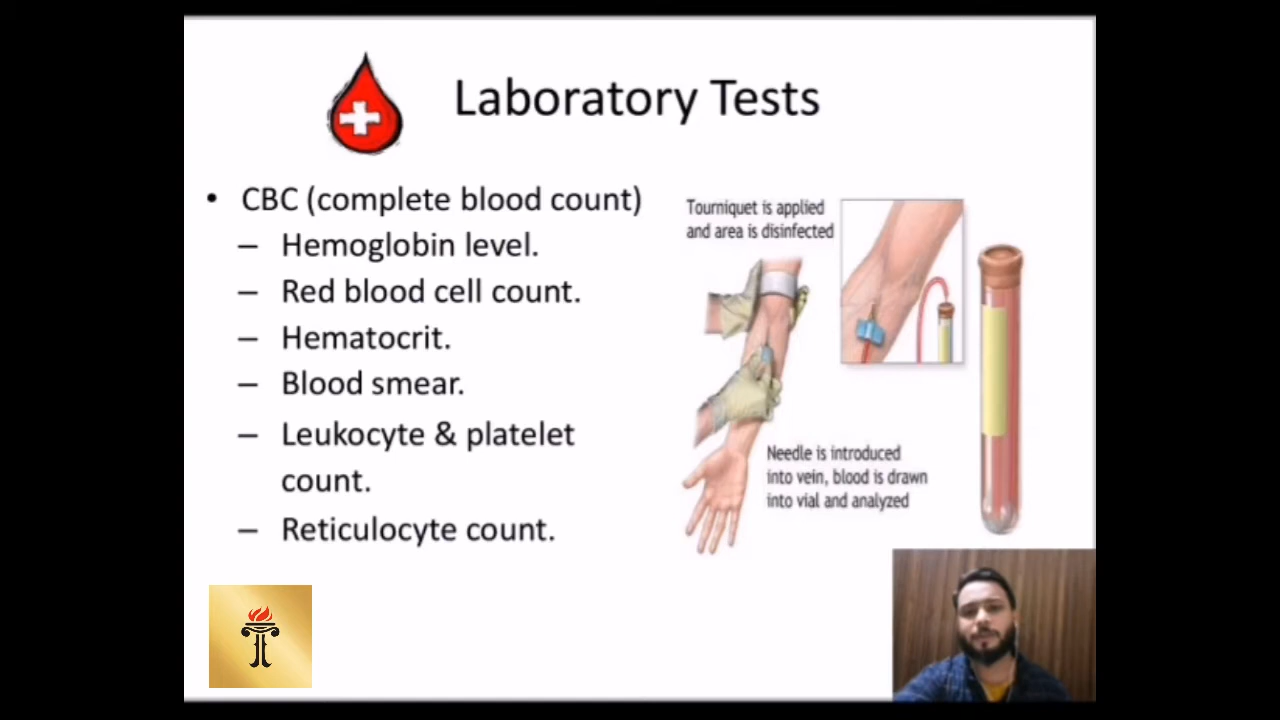 Laboratory Tests
• CBC (complete blood count)
– Hemoglobin level.
– Red blood cell count.
– Hematocrit.
– Blood smear.
– Leukocyte & platelet
count.
– Reticulocyte count.
Tourniquet is applied
and area is disinfected
Needle is introduced
into vein, blood is drawn
into vial and analyzed